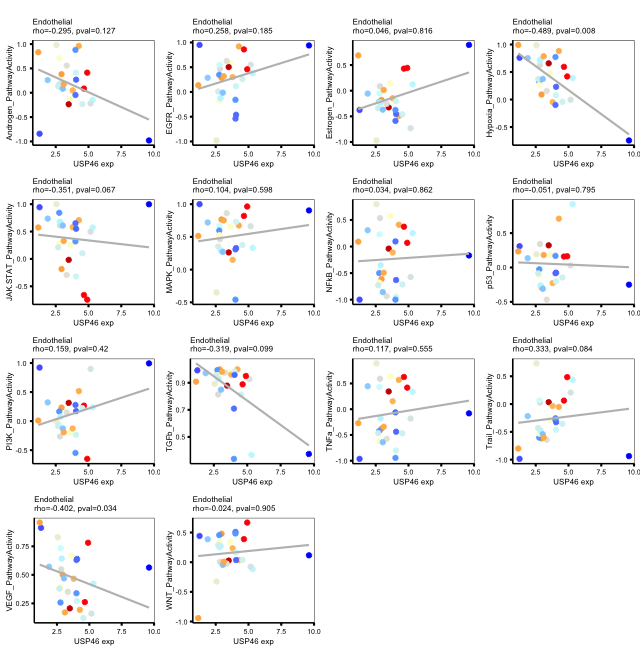 Endothelial
rho=-0.295, pval=0.127
Androgen_PathwayActivity
1.0
0.5
0.0
-0.5
-1.0
2.5 5.0 7.5 10.0
USP46 exp
Endothelial
rho=0.258, pval=0.185
EGFR_PathwayActivity
1.0
0.5
0.0
-0.5
-1.0
2.5 5.0 7.5 10.0
USP46 exp
Endothelial
rho=0.046, pval=0.816
Estrogen_PathwayActivity
1.0
0.5
0.0
-0.5
-1.0
2.5 5.0 7.5 10.0
USP46 exp
Endothelial
rho=-0.489, pval=0.008
Hypoxia_PathwayActivity
1.0
0.5
0.0
-0.5
2.5 5.0 7.5 10.0
USP46 exp
Endothelial
rho=-0.351, pval=0.067
JAK-STAT_PathwayActivity
1.0
0.5
0.0
-0.5
2.5 5.0 7.5 10.0
USP46 exp
Endothelial
rho=0.104, pval=0.598
MAPK_PathwayActivity
1.0
0.5
0.0
-0.5
2.5 5.0 7.5 10.0
USP46 exp
Endothelial
rho=0.034, pval=0.862
NFkB_PathwayActivity
0.5
0.0
-0.5
-1.0
2.5 5.0 7.5 10.0
USP46 exp
Endothelial
rho=-0.051, pval=0.795
p53_PathwayActivity
1.0
0.5
0.0
-0.5
2.5 5.0 7.5 10.0
USP46 exp
Endothelial
rho=0.159, pval=0.42
PI3K_PathwayActivity
1.0
0.5
0.0
-0.5
2.5 5.0 7.5 10.0
USP46 exp
Endothelial
rho=-0.319, pval=0.099
TGFb_PathwayActivity
0.9
0.7
0.5
2.5 5.0 7.5 10.0
USP46 exp
Endothelial
rho=0.117, pval=0.555
TNFa_PathwayActivity
1.0
0.5
0.0
-0.5
-1.0
2.5 5.0 7.5 10.0
USP46 exp
Endothelial
rho=0.333, pval=0.084
Trail_PathwayActivity
0.5
0.0
-0.5
-1.0
2.5 5.0 7.5 10.0
USP46 exp
Endothelial
rho=-0.402, pval=0.034
VEGF_PathwayActivity
0.75
0.50
0.25
2.5 5.0 7.5 10.0
USP46 exp
Endothelial
rho=-0.024, pval=0.905
WNT_PathwayActivity
0.5
0.0
-0.5
-1.0
2.5 5.0 7.5 10.0
USP46 exp